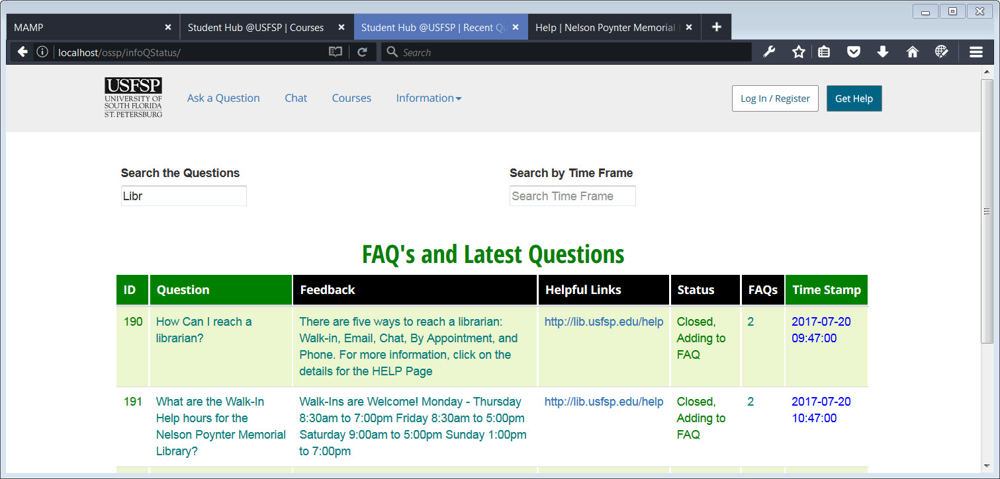 MAMP
Student Hub @USFSP | Courses
Student Hub @USFSP | Recent Qu
Help | Nelson Poynter Memorial
localhost/ossp/infoQStatus/
Search
USFSP
UNIVERSITY OF
SOUTH FLORIDA
ST. PETERSBURG
Ask a Question
Chat
Courses
Information
Log In / Register
Get Help
Search the Questions
Search by Time Frame
Libr
Search Time Frame
FAQ's and Latest Questions
ID Question Feedback Helpful Links Status FAQs Time Stamp
190 How Can I reach a There are five ways to reach a librarian: http://lib.usfsp.edu/help Closed, 2 2017-07-20
librarian? Walk-in, Email, Chat, By Appointment, and Adding to 09:47:00
Phone. For more information, click on the FAQ
details for the HELP Page
191 What are the Walk-In Walk-Ins are Welcome! Monday - Thursday http://lib.usfsp.edu/help Closed, 2 2017-07-20
Help hours for the 8:30am to 7:00pm Friday 8:30am to 5:00pm Adding to 10:47:00
Nelson Poynter Memorial Saturday 9:00am to 5:00pm Sunday 1:00pm FAQ
Library? to 7:00pm